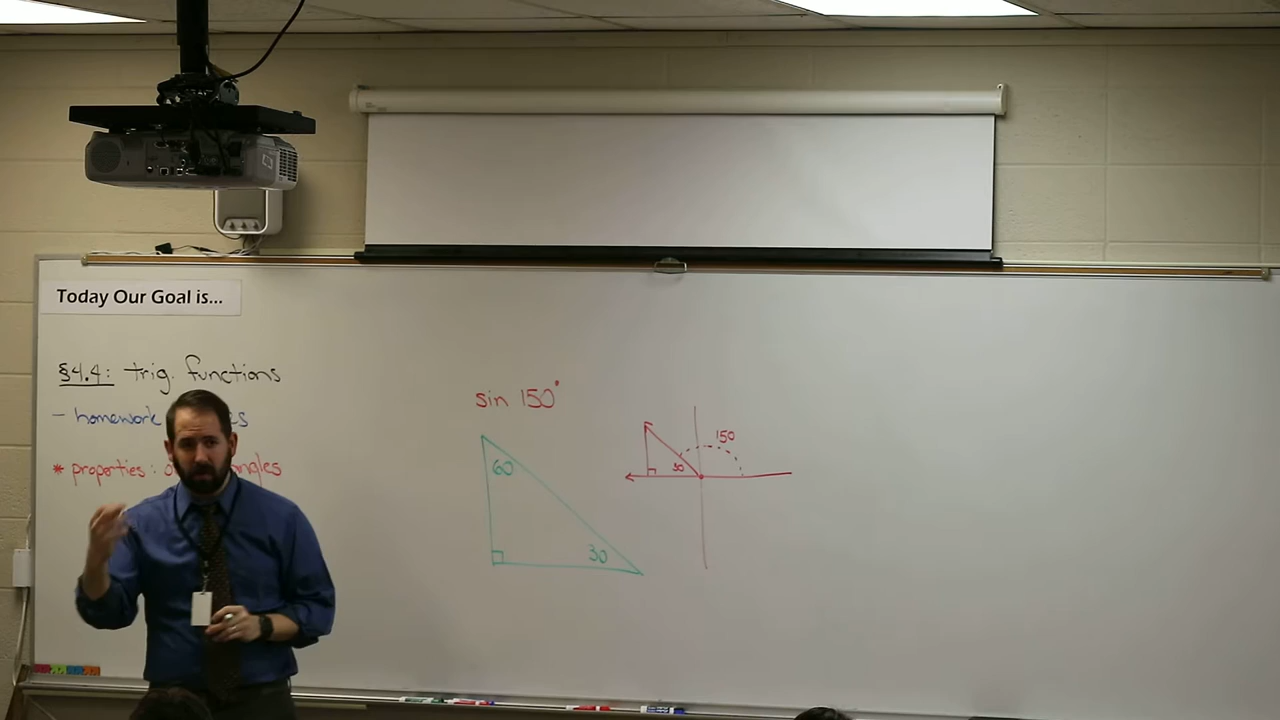 Today Our Goal is...
§4.4: trig. functions
- homework
* properties:
sin 150°
60
30
150
30